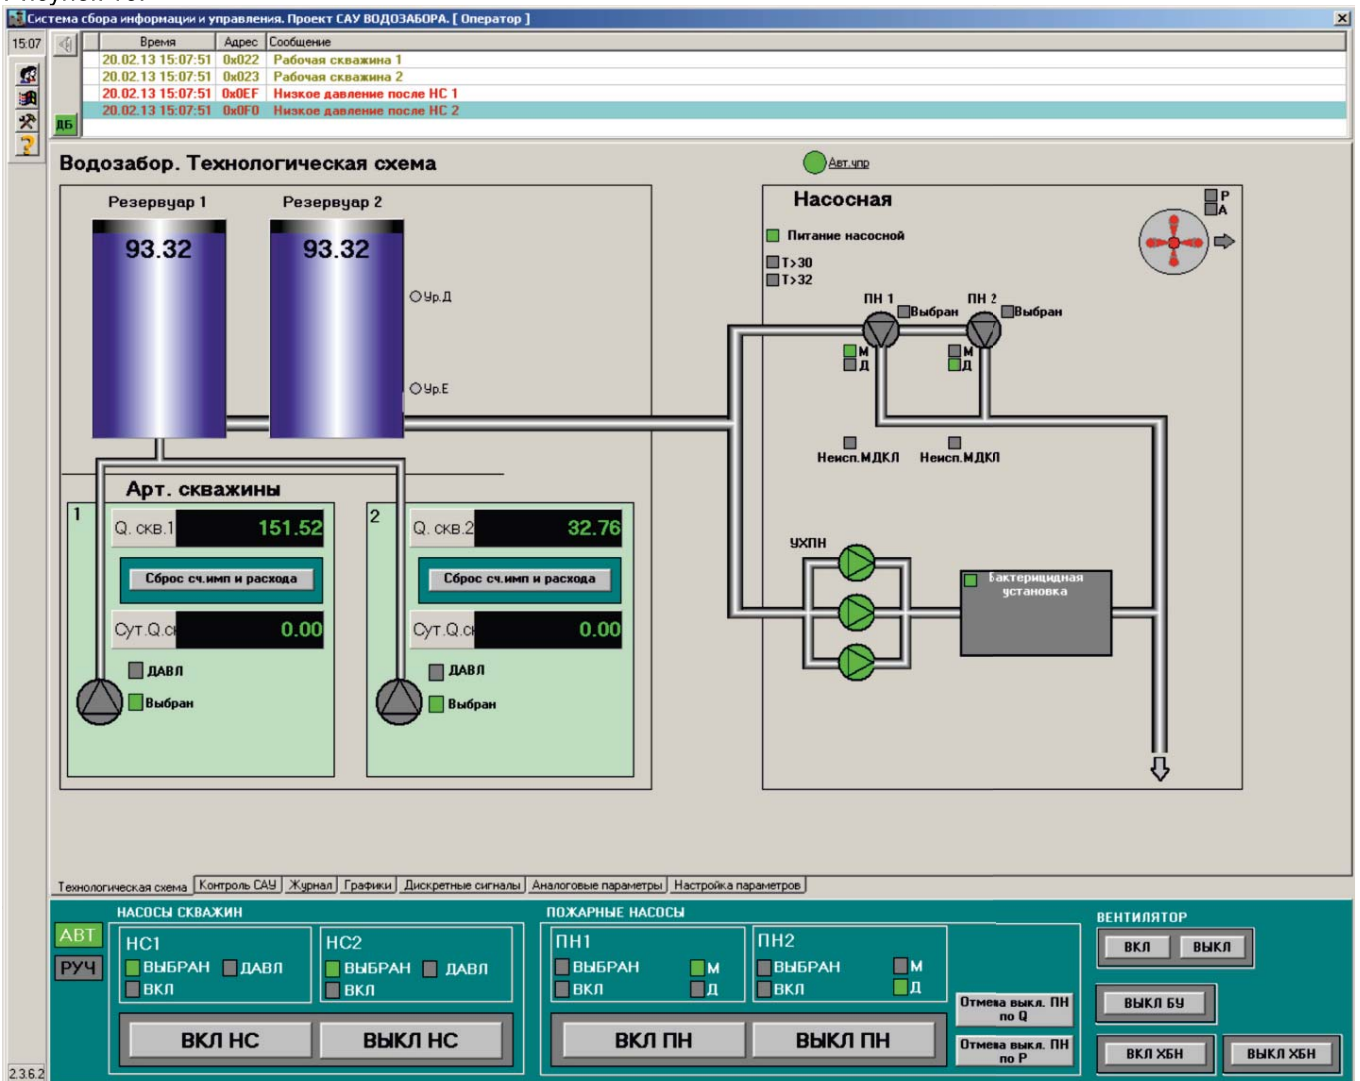 Система сбора информации и управления. Проект САУ ВОДОЗАБОРА. [ Оператор ]
15:07
Время Адрес Сообщение
20.02.13 15:07:51 0x022 Рабочая скважина 1
20.02.13 15:07:51 0x023 Рабочая скважина 2
20.02.13 15:07:51 0x0EF Низкое давление после НС 1
20.02.13 15:07:51 0x0F0 Низкое давление после НС 2
ДБ
Водозабор. Технологическая схема
Авт.упр
Резервуар 1 Резервуар 2
93.32 93.32
Ур.Д
Ур.Е
Насосная
Р
А
Питание насосной
Т>30
Т>32
ПН 1 ПН 2
Выбран Выбран
М М
Д Д
Неисп.МДКЛ Неисп.МДКЛ
Арт. скважины
1 2
Q. скв.1 151.52 Q. скв.2 32.76
Сброс сч.имп и расхода Сброс сч.имп и расхода
Сут.Q.с 0.00 Сут.Q.с 0.00
ДАВЛ ДАВЛ
Выбран Выбран
УХПН
Бактерицидная
установка
Технологическая схема Контроль САУ Журнал Графики Дискретные сигналы Аналоговые параметры Настройка параметров
АВТ
РУЧ
НАСОСЫ СКВАЖИН
НС1 НС2
ВЫБРАН ДАВЛ ВЫБРАН ДАВЛ
ВКЛ ВКЛ
ВКЛ НС ВЫКЛ НС
ПОЖАРНЫЕ НАСОСЫ
ПН1 ПН2
ВЫБРАН М ВЫБРАН М
ВКЛ Д ВКЛ Д
ВКЛ ПН ВЫКЛ ПН
Отмена выкл. ПН
по Q
Отмена выкл. ПН
по Р
ВЕНТИЛЯТОР
ВКЛ ВЫКЛ
ВЫКЛ БУ
ВКЛ ХБН ВЫКЛ ХБН
2.3.6.2